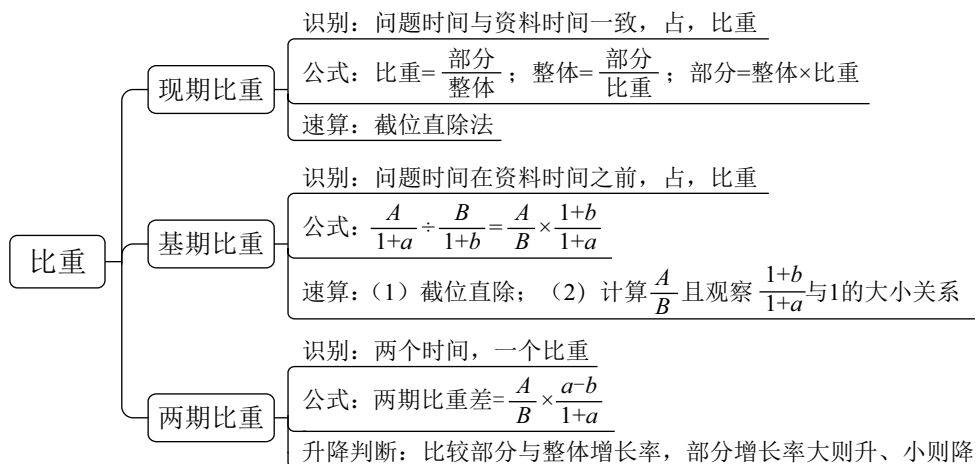 比重
现期比重
识别：问题时间与资料时间一致，占，比重
公式：比重=部分/整体；整体=部分/比重；部分=整体×比重
速算：截位直除法
基期比重
识别：问题时间在资料时间之前，占，比重
公式：A/(1+a)÷B/(1+b)=A/B×(1+b)/(1+a)
速算：（1）截位直除；（2）计算A/B且观察(1+b)/(1+a)与1的大小关系
两期比重
识别：两个时间，一个比重
公式：两期比重差=A/B×(a-b)/(1+a)
升降判断：比较部分与整体增长率，部分增长率大则升、小则降